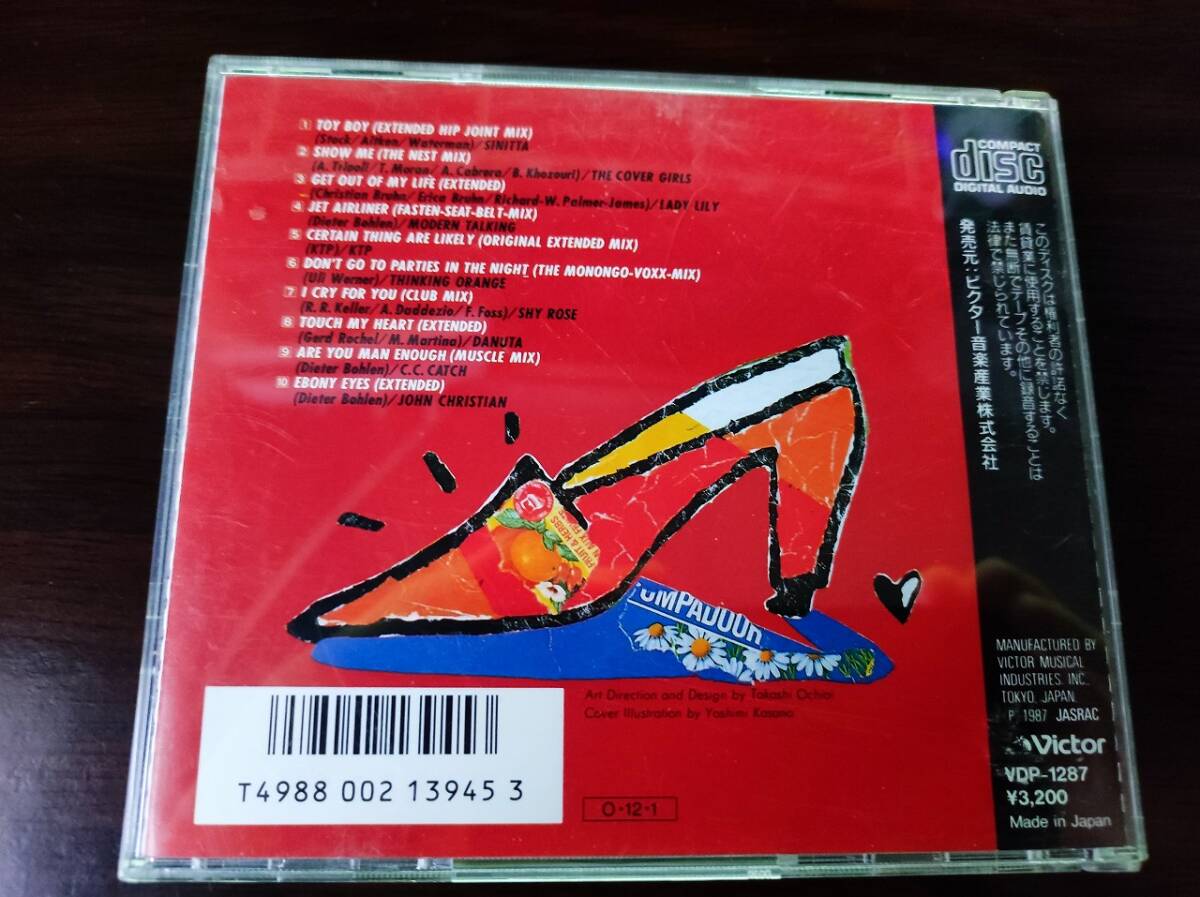 1 TOY BOY (EXTENDED HIP JOINT MIX)
(Stock/Aitken/Waterman)/SINITTA
2 SHOW ME (THE NEST MIX)
(A. Tripoli/T. Moran/A. Cabrera/B. Khozouri)/THE COVER GIRLS
3 GET OUT OF MY LIFE (EXTENDED)
(Christian Bruhn/Erica Bruhn/Richard-W. Palmer-James)/LADY LILY
4 JET AIRLINER (FASTEN-SEAT-BELT-MIX)
(Dieter Bohlen)/MODERN TALKING
5 CERTAIN THING ARE LIKELY (ORIGINAL EXTENDED MIX)
(KTP)/KTP
6 DON'T GO TO PARTIES IN THE NIGHT (THE MONONGO-VOXX-MIX)
(Uli Werner)/THINKING ORANGE
7 I CRY FOR YOU (CLUB MIX)
(R. R. Keller/A. Daddezio/F. Foss)/SHY ROSE
8 TOUCH MY HEART (EXTENDED)
(Gerd Rochel/M. Martina)/DANUTA
9 ARE YOU MAN ENOUGH (MUSCLE MIX)
(Dieter Bohlen)/C.C. CATCH
10 EBONY EYES (EXTENDED)
(Dieter Bohlen)/JOHN CHRISTIAN
FRUIT & HERBS
POMPADOUR
Art Direction and Design by Takashi Ochiai
Cover Illustration by Yoshimi Kasano
T4988 002 13945 3
O-12-1
COMPACT
disc
DIGITAL AUDIO
このディスクは権利者の許諾なく
賃貸業に使用することを禁じます。
また無断でテープその他に録音することは
法律で禁じられています。
発売元:ビクター音楽産業株式会社
MANUFACTURED BY
VICTOR MUSICAL
INDUSTRIES, INC.
TOKYO, JAPAN
P 1987 JASRAC
Victor
VDP-1287
¥3,200
Made in Japan